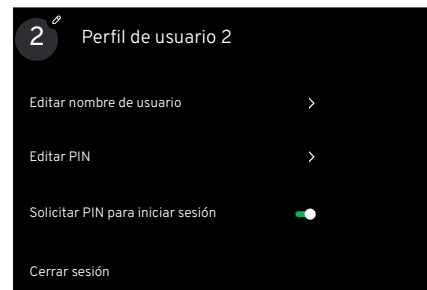 2 Perfil de usuario 2
Editar nombre de usuario
Editar PIN
Solicitar PIN para iniciar sesión
Cerrar sesión